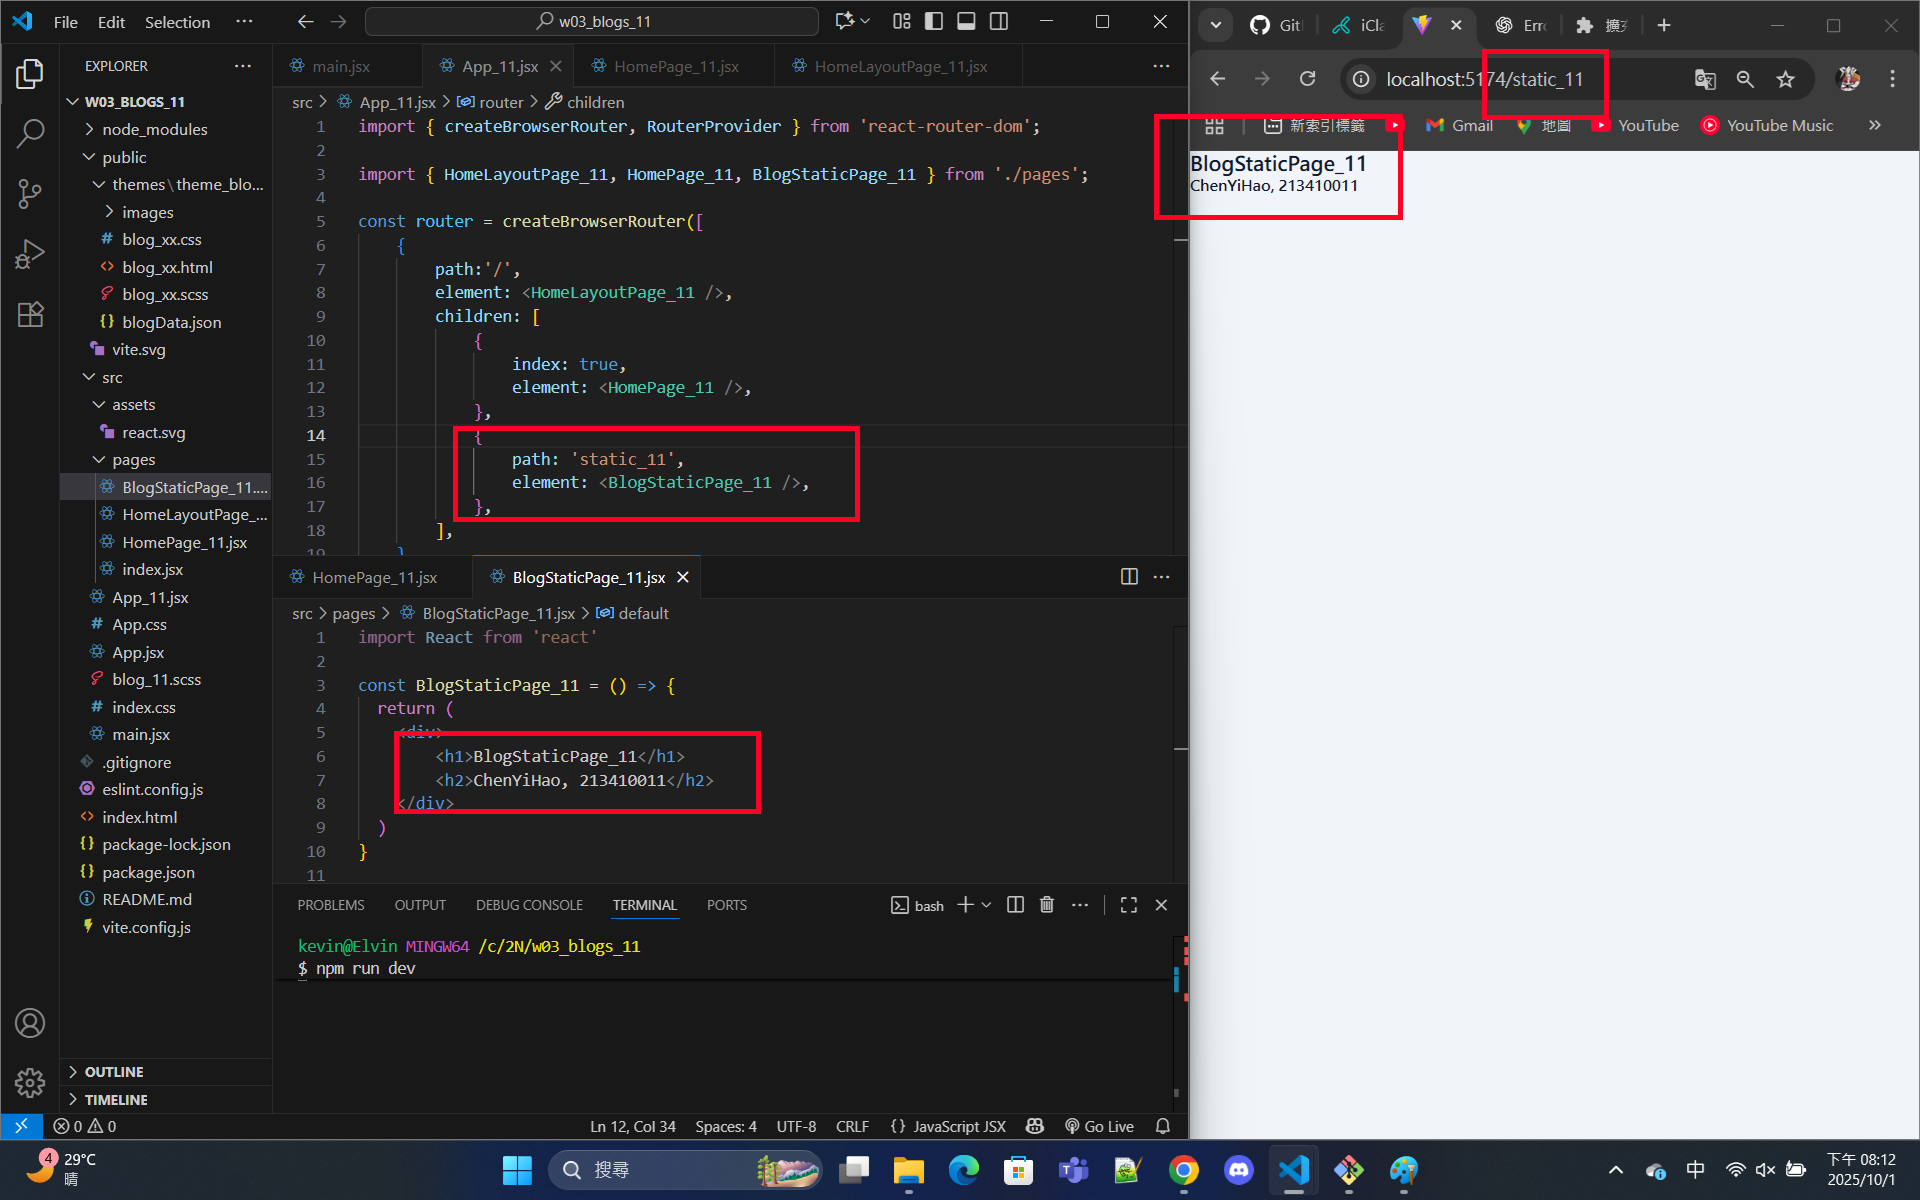 File Edit Selection ··· w03_blogs_11
EXPLORER ···
W03_BLOGS_11
node_modules
public
themes\theme_blo...
images
# blog_xx.css
<> blog_xx.html
blog_xx.scss
{} blogData.json
vite.svg
src
assets
react.svg
pages
BlogStaticPage_11....
HomeLayoutPage_...
HomePage_11.jsx
index.jsx
App_11.jsx
# App.css
App.jsx
blog_11.scss
# index.css
main.jsx
.gitignore
eslint.config.js
<> index.html
{} package-lock.json
{} package.json
README.md
vite.config.js
OUTLINE
TIMELINE
main.jsx App_11.jsx HomePage_11.jsx HomeLayoutPage_11.jsx ···
src > App_11.jsx > router > children
1 import { createBrowserRouter, RouterProvider } from 'react-router-dom';
2
3 import { HomeLayoutPage_11, HomePage_11, BlogStaticPage_11 } from './pages';
4
5 const router = createBrowserRouter([
6 {
7 path:'/',
8 element: <HomeLayoutPage_11 />,
9 children: [
10 {
11 index: true,
12 element: <HomePage_11 />,
13 },
14 {
15 path: 'static_11',
16 element: <BlogStaticPage_11 />,
17 },
18 ],
19 }
HomePage_11.jsx BlogStaticPage_11.jsx ···
src > pages > BlogStaticPage_11.jsx > default
1 import React from 'react'
2
3 const BlogStaticPage_11 = () => {
4 return (
5 <div>
6 <h1>BlogStaticPage_11</h1>
7 <h2>ChenYiHao, 213410011</h2>
8 </div>
9 )
10 }
11
PROBLEMS OUTPUT DEBUG CONSOLE TERMINAL PORTS bash ···
kevin@Elvin MINGW64 /c/2N/w03_blogs_11
$ npm run dev
0 0 Ln 12, Col 34 Spaces: 4 UTF-8 CRLF {} JavaScript JSX Go Live
Git iCla Erro 擴充
localhost:5174/static_11
新索引標籤 Gmail 地圖 YouTube YouTube Music »
BlogStaticPage_11
ChenYiHao, 213410011
4 29°C
晴
搜尋
中
下午 08:12
2025/10/1